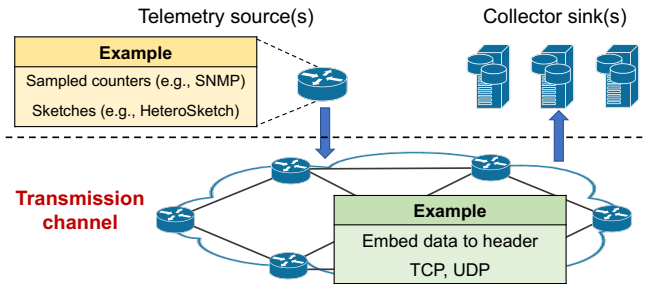 Telemetry source(s)
Collector sink(s)
Example
Sampled counters (e.g., SNMP)
Sketches (e.g., HeteroSketch)
Transmission
channel
Example
Embed data to header
TCP, UDP